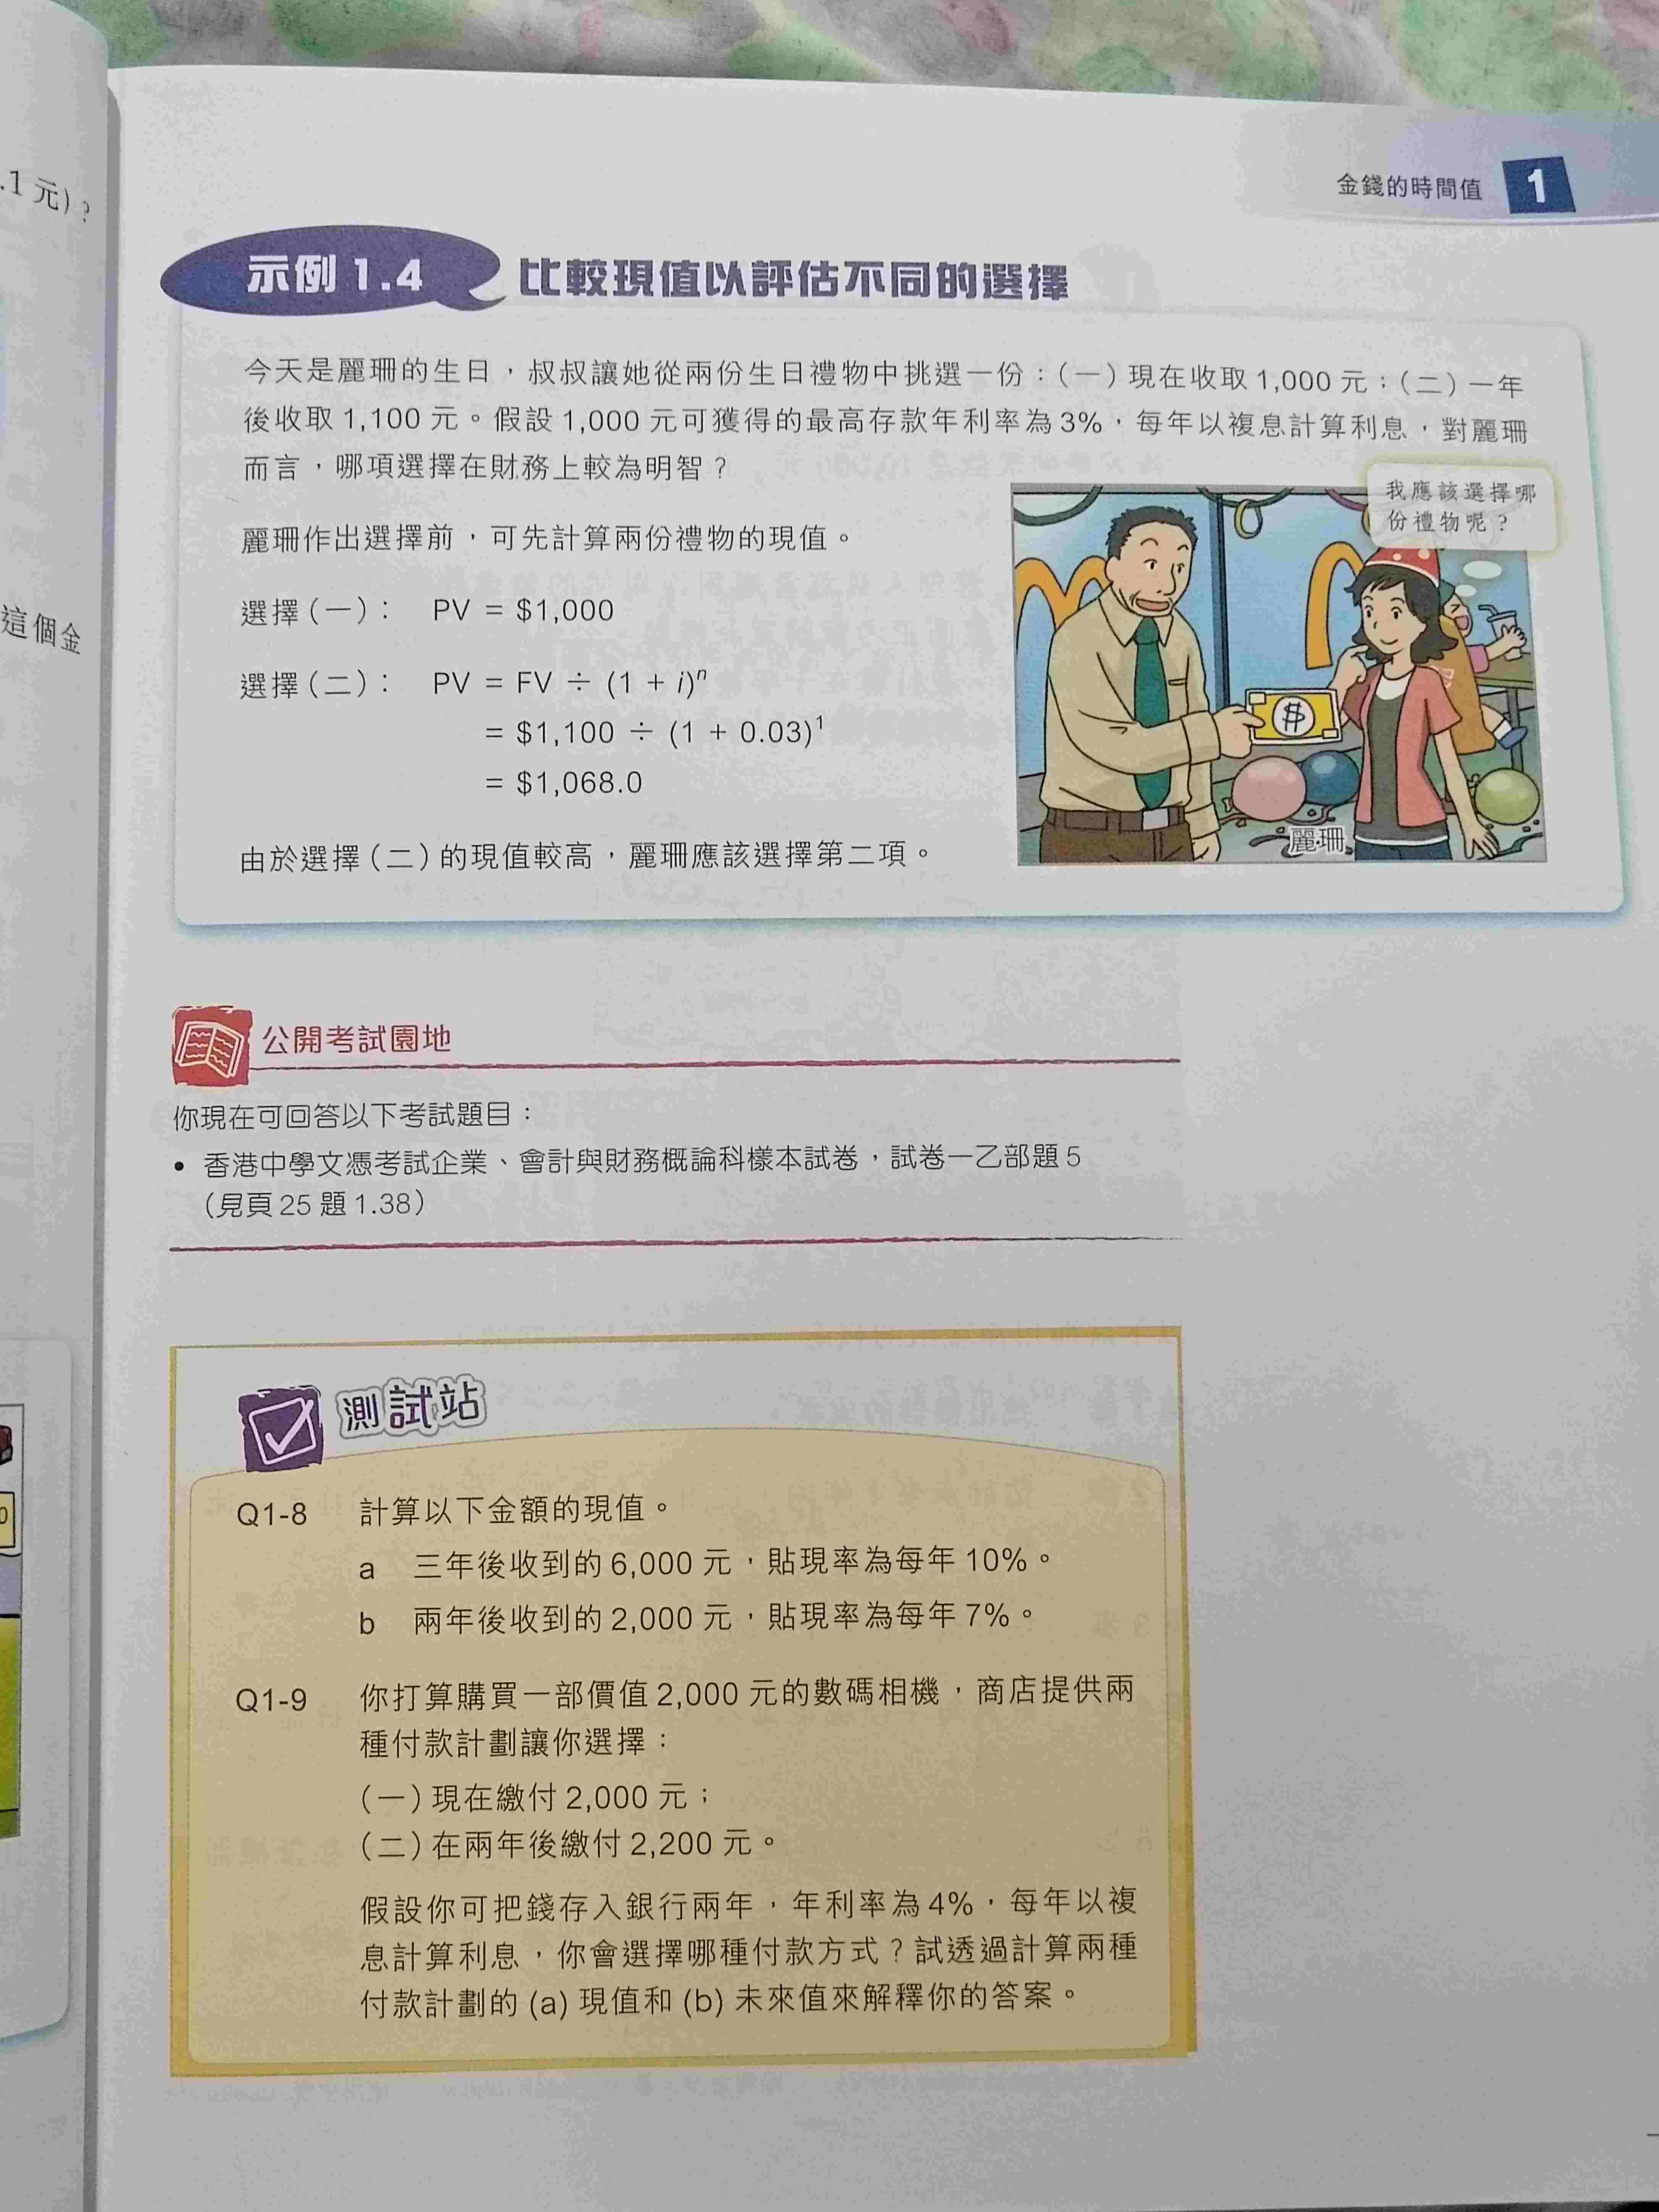 .1 元)?
這個金
0
金錢的時間值 1
示例 1.4 比較現值以評估不同的選擇
今天是麗珊的生日,叔叔讓她從兩份生日禮物中挑選一份:(一)現在收取 1,000 元;(二)一年
後收取 1,100 元。假設 1,000 元可獲得的最高存款年利率為 3%,每年以複息計算利息,對麗珊
而言,哪項選擇在財務上較為明智?
我應該選擇哪
份禮物呢?
麗珊作出選擇前,可先計算兩份禮物的現值。
選擇(一): PV = $1,000
選擇(二): PV = FV ÷ (1 + i)ⁿ
= $1,100 ÷ (1 + 0.03)¹
= $1,068.0
$
麗珊
由於選擇(二)的現值較高,麗珊應該選擇第二項。
公開考試園地
你現在可回答以下考試題目:
• 香港中學文憑考試企業、會計與財務概論科樣本試卷,試卷一乙部題 5
(見頁 25 題 1.38)
測試站
Q1-8 計算以下金額的現值。
a 三年後收到的 6,000 元,貼現率為每年 10%。
b 兩年後收到的 2,000 元,貼現率為每年 7%。
Q1-9 你打算購買一部價值 2,000 元的數碼相機,商店提供兩
種付款計劃讓你選擇:
(一)現在繳付 2,000 元;
(二)在兩年後繳付 2,200 元。
假設你可把錢存入銀行兩年,年利率為 4%,每年以複
息計算利息,你會選擇哪種付款方式?試透過計算兩種
付款計劃的 (a) 現值和 (b) 未來值來解釋你的答案。